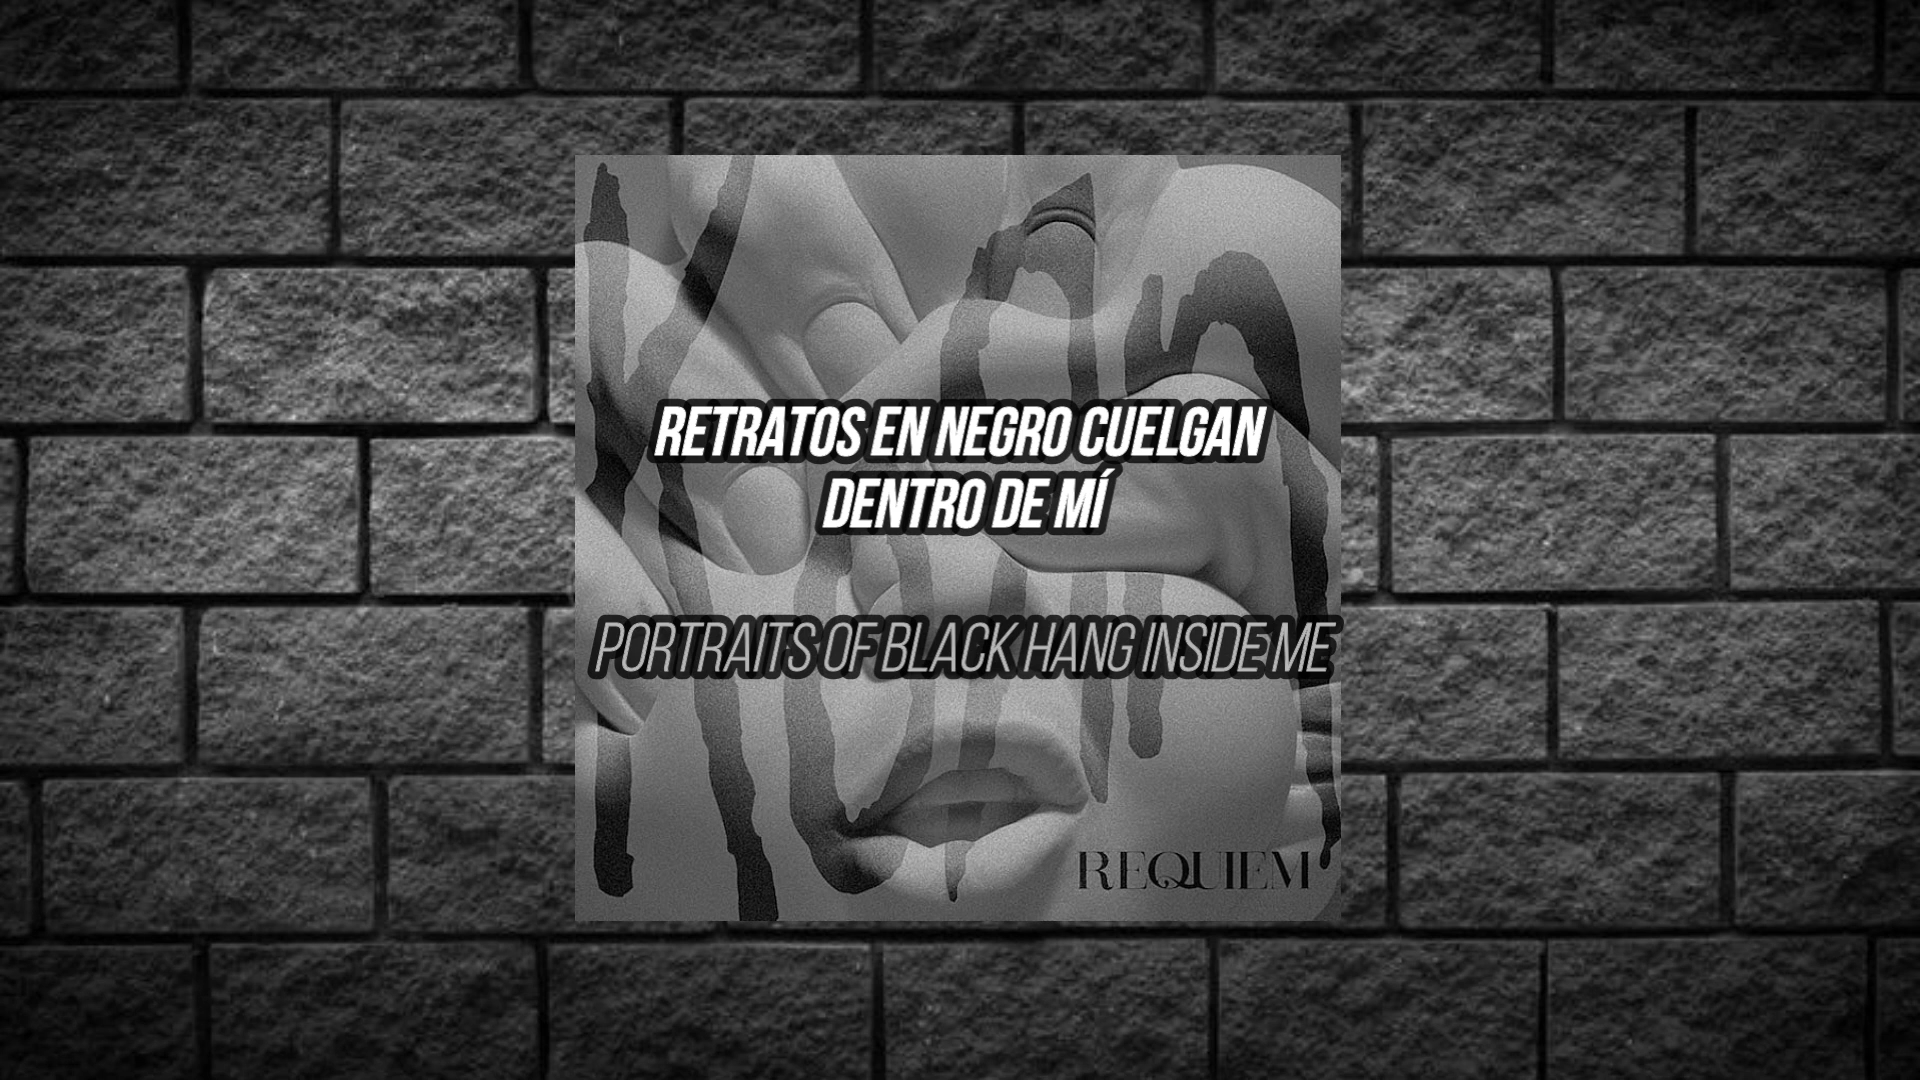 RETRATOS EN NEGRO CUELGAN
DENTRO DE MÍ
PORTRAITS OF BLACK HANG INSIDE ME
REQUIEM